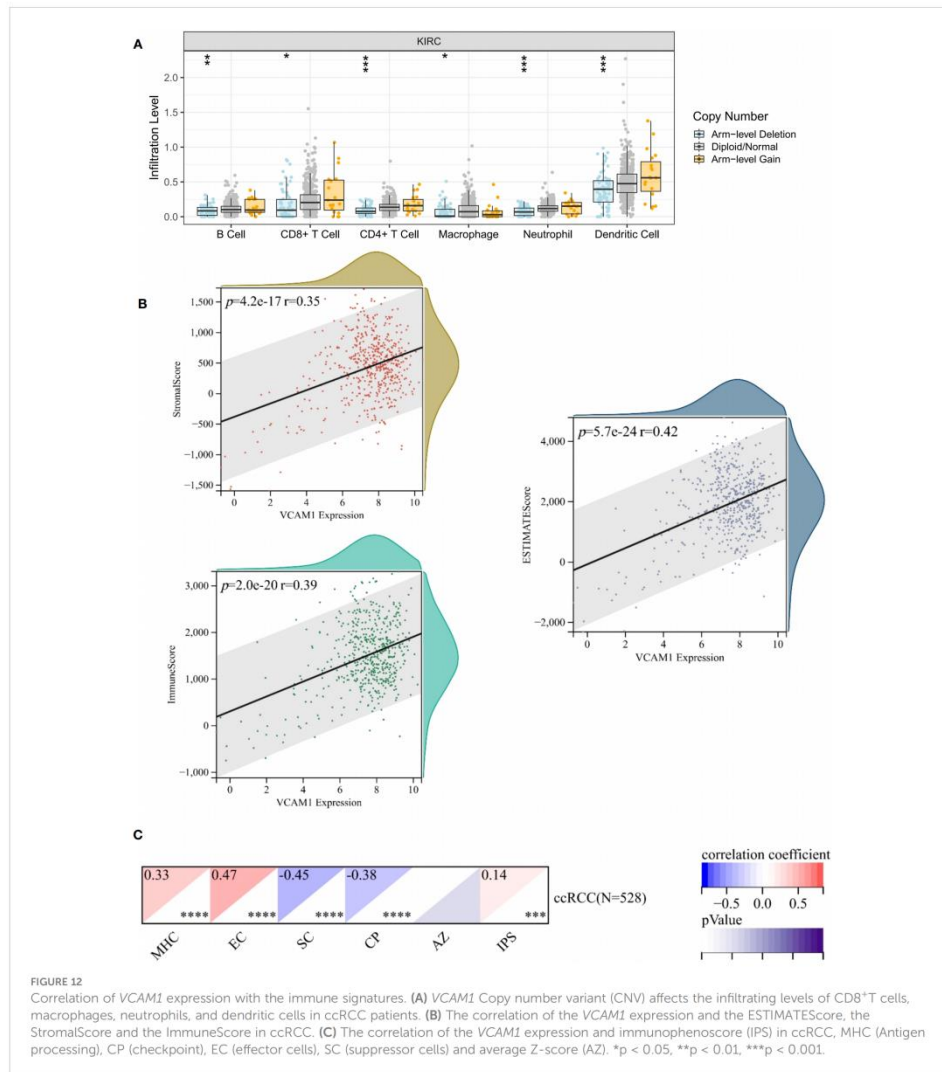 A
KIRC
** * *** * *** ***
Infiltration Level
2.0
1.5
1.0
0.5
0.0
B Cell CD8+ T Cell CD4+ T Cell Macrophage Neutrophil Dendritic Cell
Copy Number
Arm-level Deletion
Diploid/Normal
Arm-level Gain
B
p=4.2e-17 r=0.35
StromalScore
1,500
1,000
500
0
−500
−1,000
−1,500
0 2 4 6 8 10
VCAM1 Expression
p=5.7e-24 r=0.42
ESTIMATEScore
4,000
2,000
0
−2,000
0 2 4 6 8 10
VCAM1 Expression
p=2.0e-20 r=0.39
ImmuneScore
3,000
2,000
1,000
0
−1,000
0 2 4 6 8 10
VCAM1 Expression
C
0.33 0.47 -0.45 -0.38 0.14
**** **** **** **** ***
ccRCC(N=528)
MHC EC SC CP AZ IPS
correlation coefficient
−0.5 0.0 0.5
pValue
FIGURE 12
Correlation of VCAM1 expression with the immune signatures. (A) VCAM1 Copy number variant (CNV) affects the infiltrating levels of CD8+T cells,
macrophages, neutrophils, and dendritic cells in ccRCC patients. (B) The correlation of the VCAM1 expression and the ESTIMATEScore, the
StromalScore and the ImmuneScore in ccRCC. (C) The correlation of the VCAM1 expression and immunophenoscore (IPS) in ccRCC, MHC (Antigen
processing), CP (checkpoint), EC (effector cells), SC (suppressor cells) and average Z-score (AZ). *p < 0.05, **p < 0.01, ***p < 0.001.